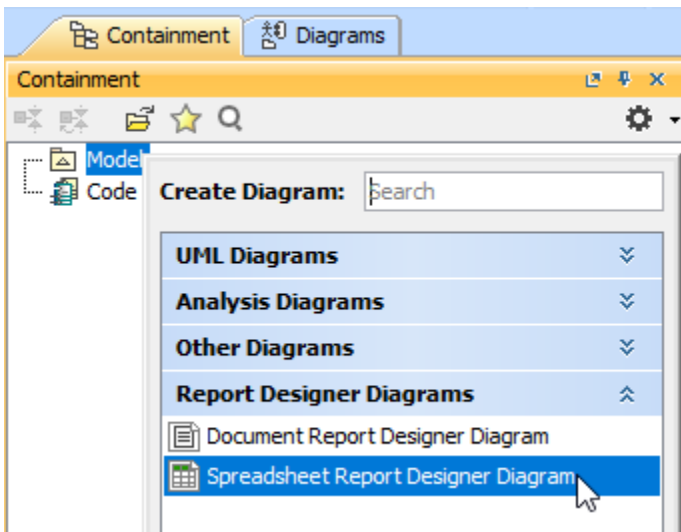 Containment Diagrams
Containment
Model
Code
Create Diagram: Search
UML Diagrams
Analysis Diagrams
Other Diagrams
Report Designer Diagrams
Document Report Designer Diagram
Spreadsheet Report Designer Diagram